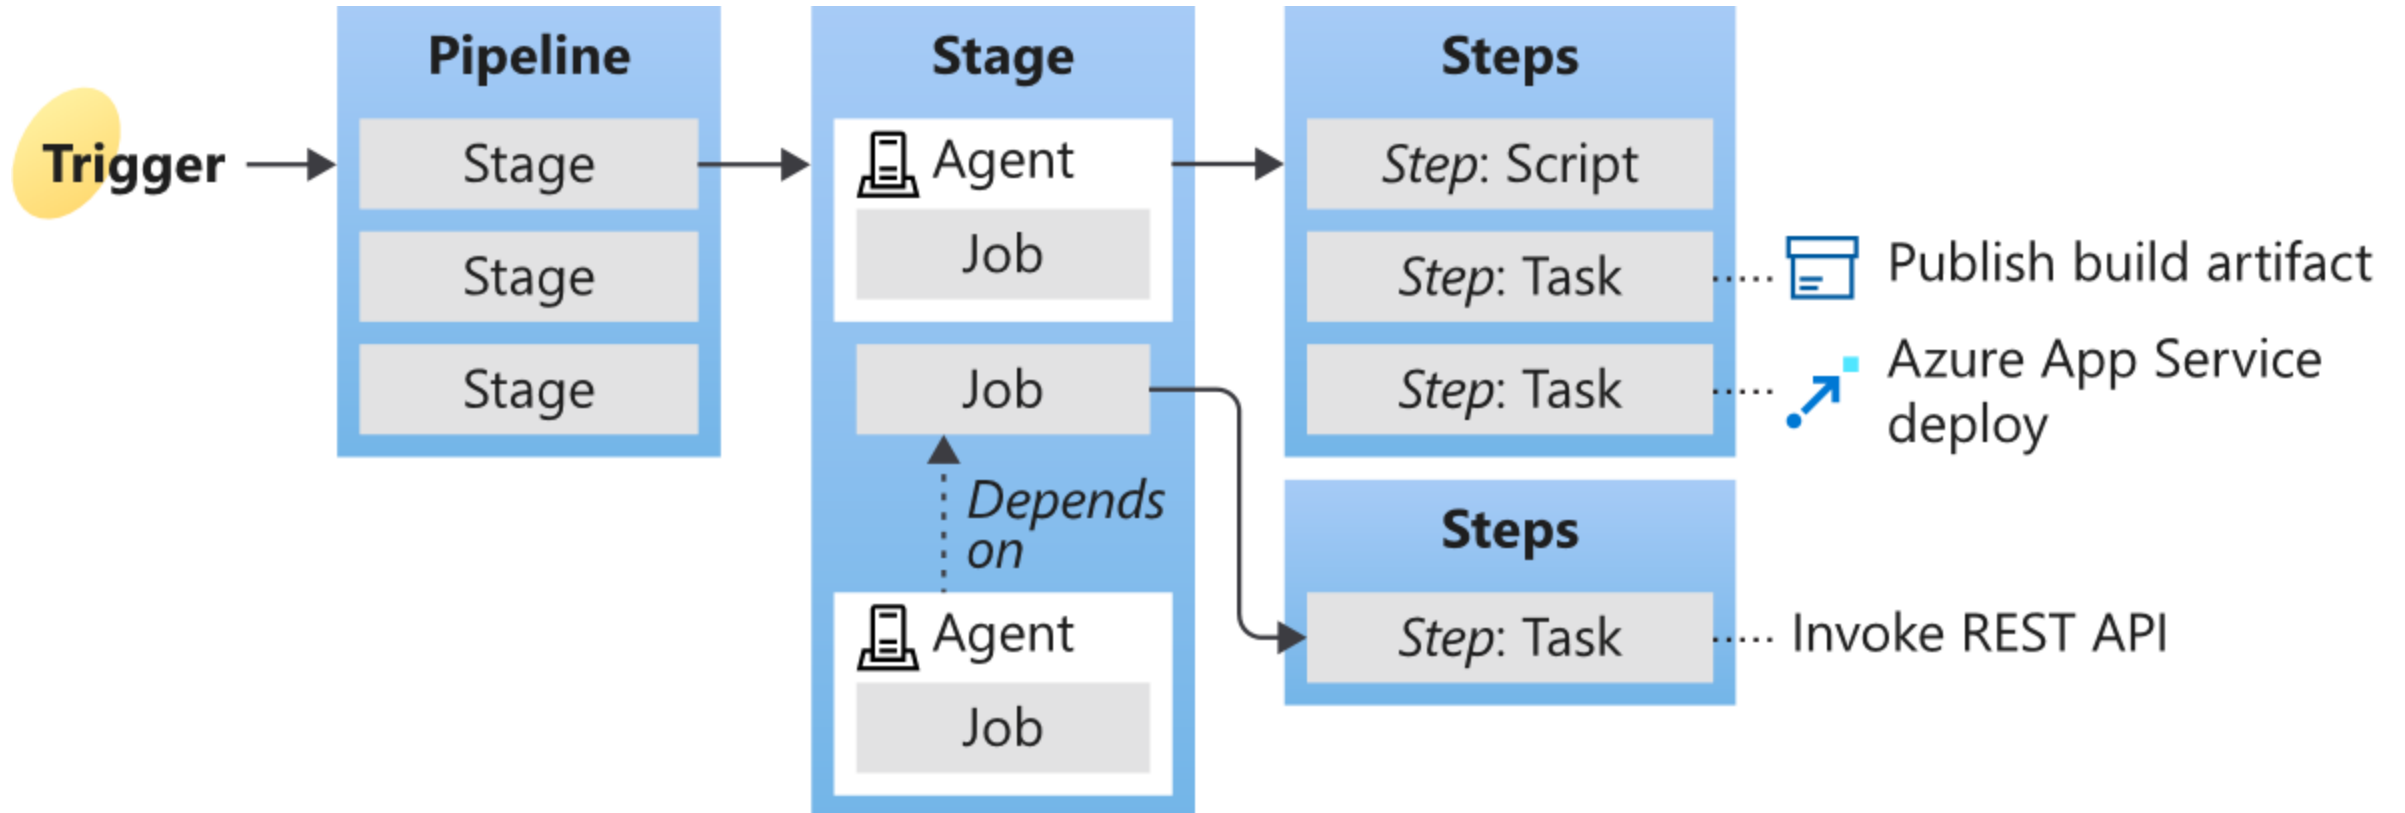 Trigger
Pipeline
Stage
Stage
Stage
Stage
Agent
Job
Job
Depends
on
Agent
Job
Steps
Step: Script
Step: Task
Publish build artifact
Step: Task
Azure App Service
deploy
Steps
Step: Task
Invoke REST API